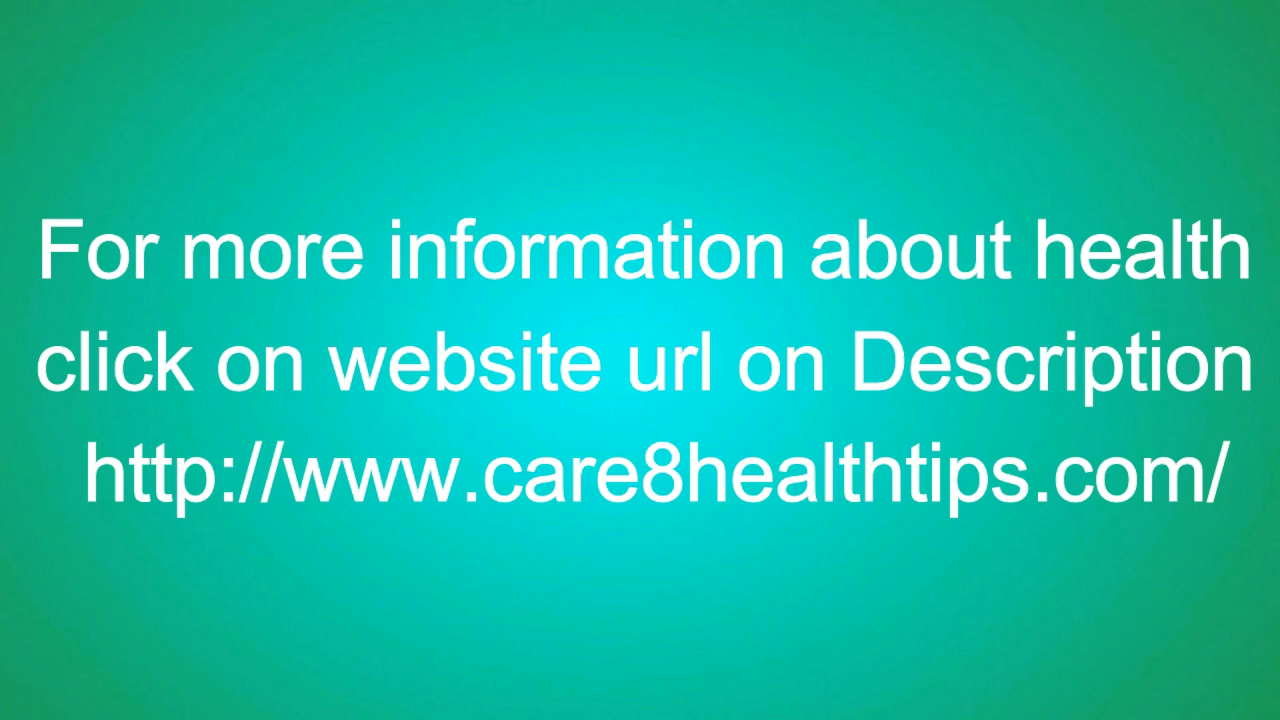 For more information about health
click on website url on Description
http://www.care8healthtips.com/